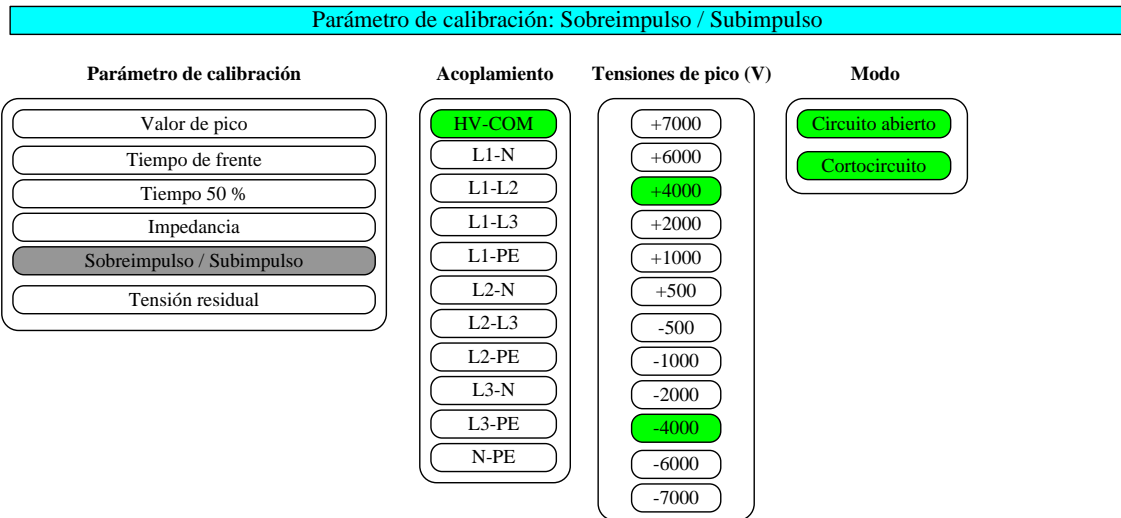 Parámetro de calibración: Sobreimpulso / Subimpulso
Parámetro de calibración
Valor de pico
Tiempo de frente
Tiempo 50 %
Impedancia
Sobreimpulso / Subimpulso
Tensión residual
Acoplamiento
HV-COM
L1-N
L1-L2
L1-L3
L1-PE
L2-N
L2-L3
L2-PE
L3-N
L3-PE
N-PE
Tensiones de pico (V)
+7000
+6000
+4000
+2000
+1000
+500
-500
-1000
-2000
-4000
-6000
-7000
Modo
Circuito abierto
Cortocircuito